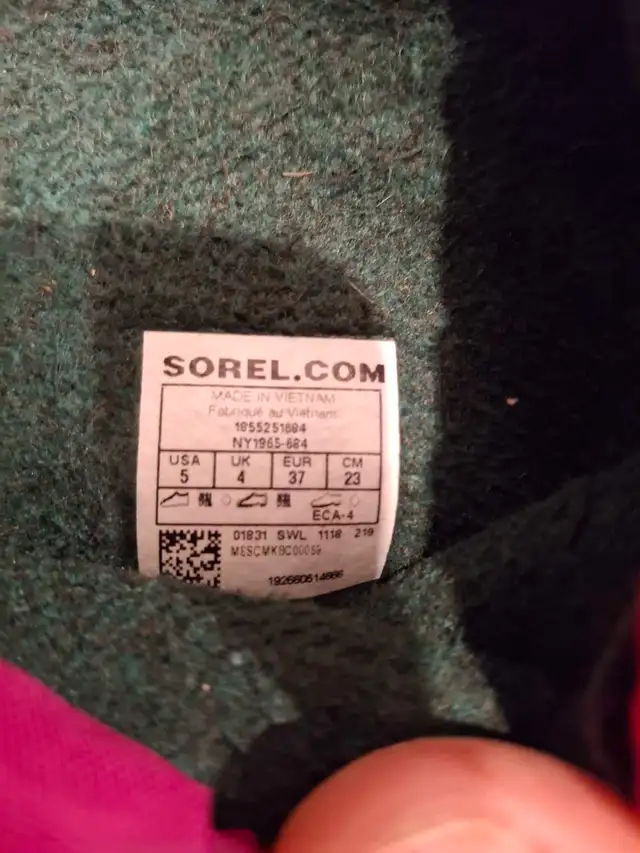 SOREL.COM
MADE IN VIETNAM
Fabriqué au Vietnam
1855251684
NY1965-684
USA UK EUR CM
5 4 37 23
ECA-4
01831 SWL 1118 219